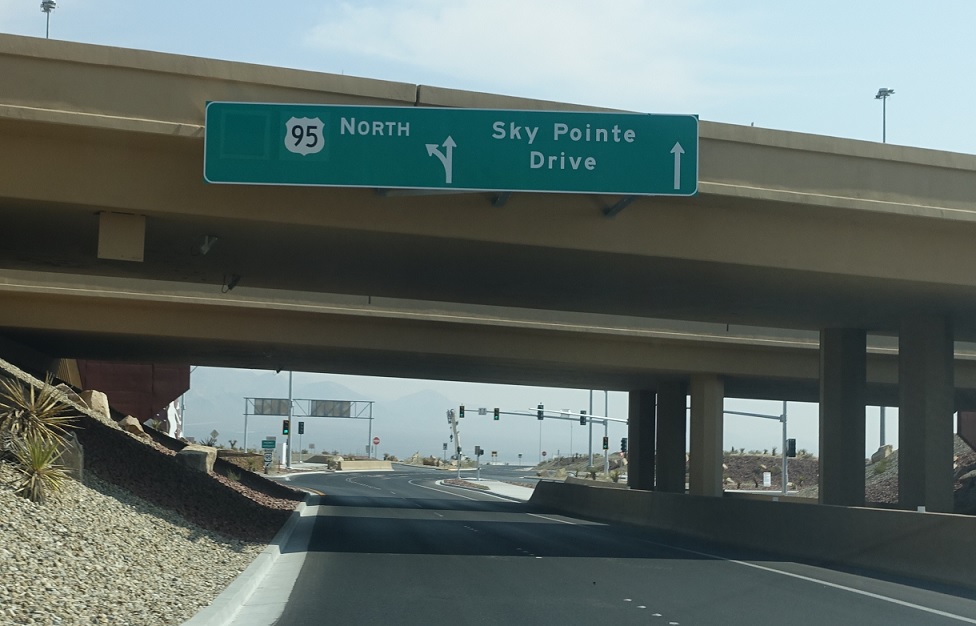 95 NORTH
SKY POINTE
DRIVE